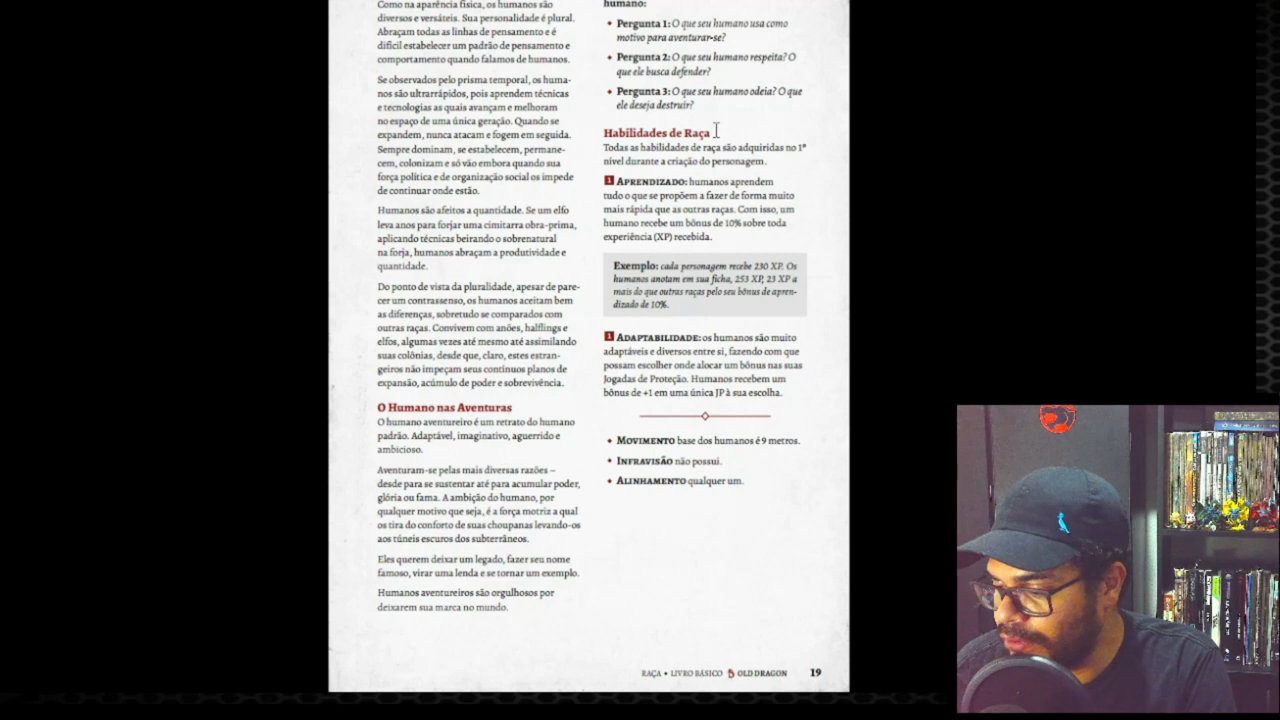 Como na aparência física, os humanos são
diversos e versáteis. Sua personalidade é plural.
Abraçam todas as linhas de pensamento e é
difícil estabelecer um padrão de pensamento e
comportamento quando falamos de humanos.
Se observados pelo prisma temporal, os huma-
nos são ultrarrápidos, pois aprendem técnicas
e tecnologias as quais avançam e melhoram
no espaço de uma única geração. Quando se
expandem, nunca atacam e fogem em seguida.
Sempre dominam, se estabelecem, permane-
cem, colonizam e só vão embora quando sua
força política e de organização social os impede
de continuar onde estão.
Humanos são afeitos a quantidade. Se um elfo
leva anos para forjar uma cimitarra obra-prima,
aplicando técnicas beirando o sobrenatural
na forja, humanos abraçam a produtividade e
quantidade.
Do ponto de vista da pluralidade, apesar de pare-
cer um contrassenso, os humanos aceitam bem
as diferenças, sobretudo se comparados com
outras raças. Convivem com anões, halflings e
elfos, algumas vezes até mesmo até assimilando
suas colônias, desde que, claro, estes estran-
geiros não impeçam seus contínuos planos de
expansão, acúmulo de poder e sobrevivência.
O Humano nas Aventuras
O humano aventureiro é um retrato do humano
padrão. Adaptável, imaginativo, aguerrido e
ambicioso.
Aventuram-se pelas mais diversas razões –
desde para se sustentar até para acumular poder,
glória ou fama. A ambição do humano, por
qualquer motivo que seja, é a força motriz a qual
os tira do conforto de suas choupanas levando-os
aos túneis escuros dos subterrâneos.
Eles querem deixar um legado, fazer seu nome
famoso, virar uma lenda e se tornar um exemplo.
Humanos aventureiros são orgulhosos por
deixarem sua marca no mundo.
humano:
• Pergunta 1: O que seu humano usa como
motivo para aventurar-se?
• Pergunta 2: O que seu humano respeita? O
que ele busca defender?
• Pergunta 3: O que seu humano odeia? O que
ele deseja destruir?
Habilidades de Raça
Todas as habilidades de raça são adquiridas no 1º
nível durante a criação do personagem.
1 APRENDIZADO: humanos aprendem
tudo o que se propõem a fazer de forma muito
mais rápida que as outras raças. Com isso, um
humano recebe um bônus de 10% sobre toda
experiência (XP) recebida.
Exemplo: cada personagem recebe 230 XP. Os
humanos anotam em sua ficha, 253 XP, 23 XP a
mais do que outras raças pelo seu bônus de apren-
dizado de 10%.
1 ADAPTABILIDADE: os humanos são muito
adaptáveis e diversos entre si, fazendo com que
possam escolher onde alocar um bônus nas suas
Jogadas de Proteção. Humanos recebem um
bônus de +1 em uma única JP à sua escolha.
• MOVIMENTO base dos humanos é 9 metros.
• INFRAVISÃO não possui.
• ALINHAMENTO qualquer um.
RAÇA • LIVRO BÁSICO OLD DRAGON 19